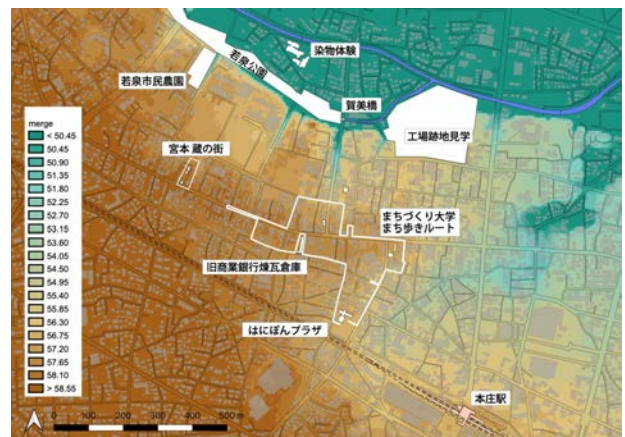 染物体験
若泉公園
若泉市民農園
賀美橋
工場跡地見学
宮本 蔵の街
まちづくり大学
まち歩きルート
旧商業銀行煉瓦倉庫
はにぽんプラザ
本庄駅
merge
< 50.45
50.45
50.90
51.35
51.80
52.25
52.70
53.15
53.60
54.05
54.50
54.95
55.40
55.85
56.30
56.75
57.20
57.65
58.10
> 58.55
0 100 200 300 400 500 m